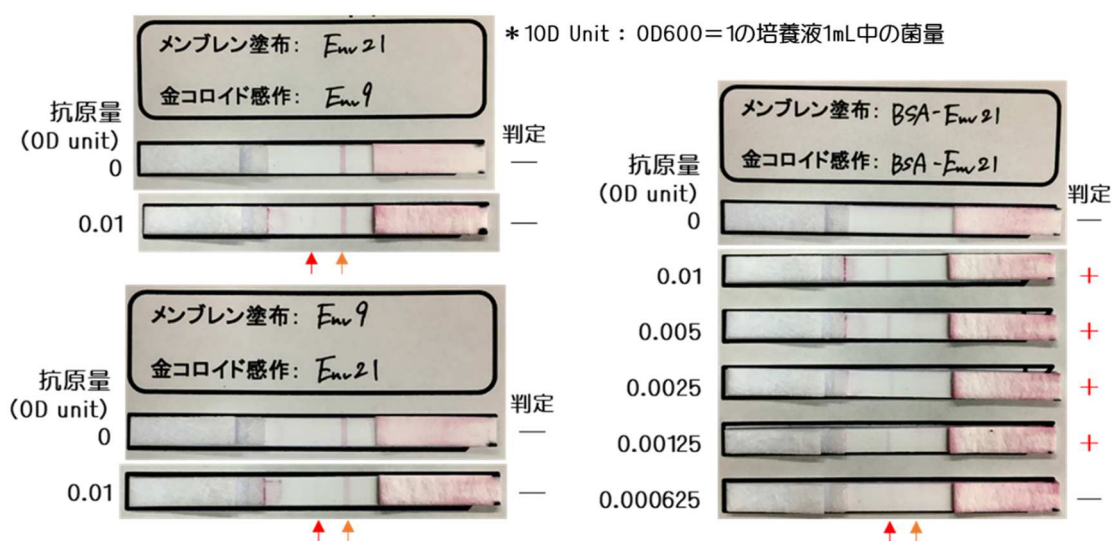 *1OD Unit : OD600=1の培養液1mL中の菌量
メンブレン塗布: Env21
金コロイド感作: Env9
抗原量
(OD unit)
判定
0 —
0.01 —
メンブレン塗布: Env9
金コロイド感作: Env21
抗原量
(OD unit)
判定
0 —
0.01 —
メンブレン塗布: BSA-Env21
金コロイド感作: BSA-Env21
抗原量
(OD unit)
判定
0 —
0.01 +
0.005 +
0.0025 +
0.00125 +
0.000625 —